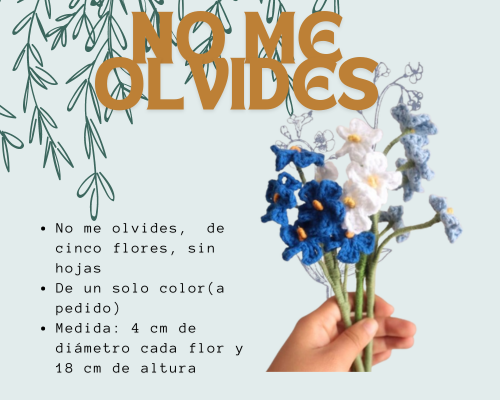 NO ME
OLVIDES
• No me olvides, de
cinco flores, sin
hojas
• De un solo color(a
pedido)
• Medida: 4 cm de
diámetro cada flor y
18 cm de altura